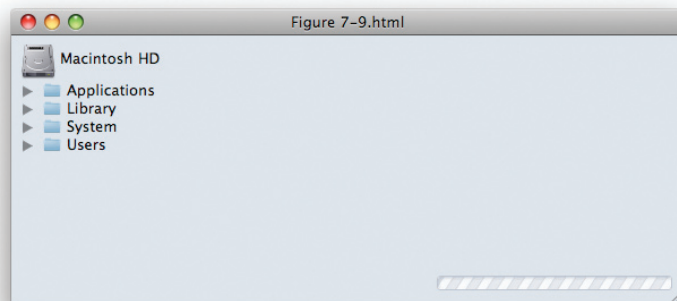 Figure 7-9.html
Macintosh HD
Applications
Library
System
Users